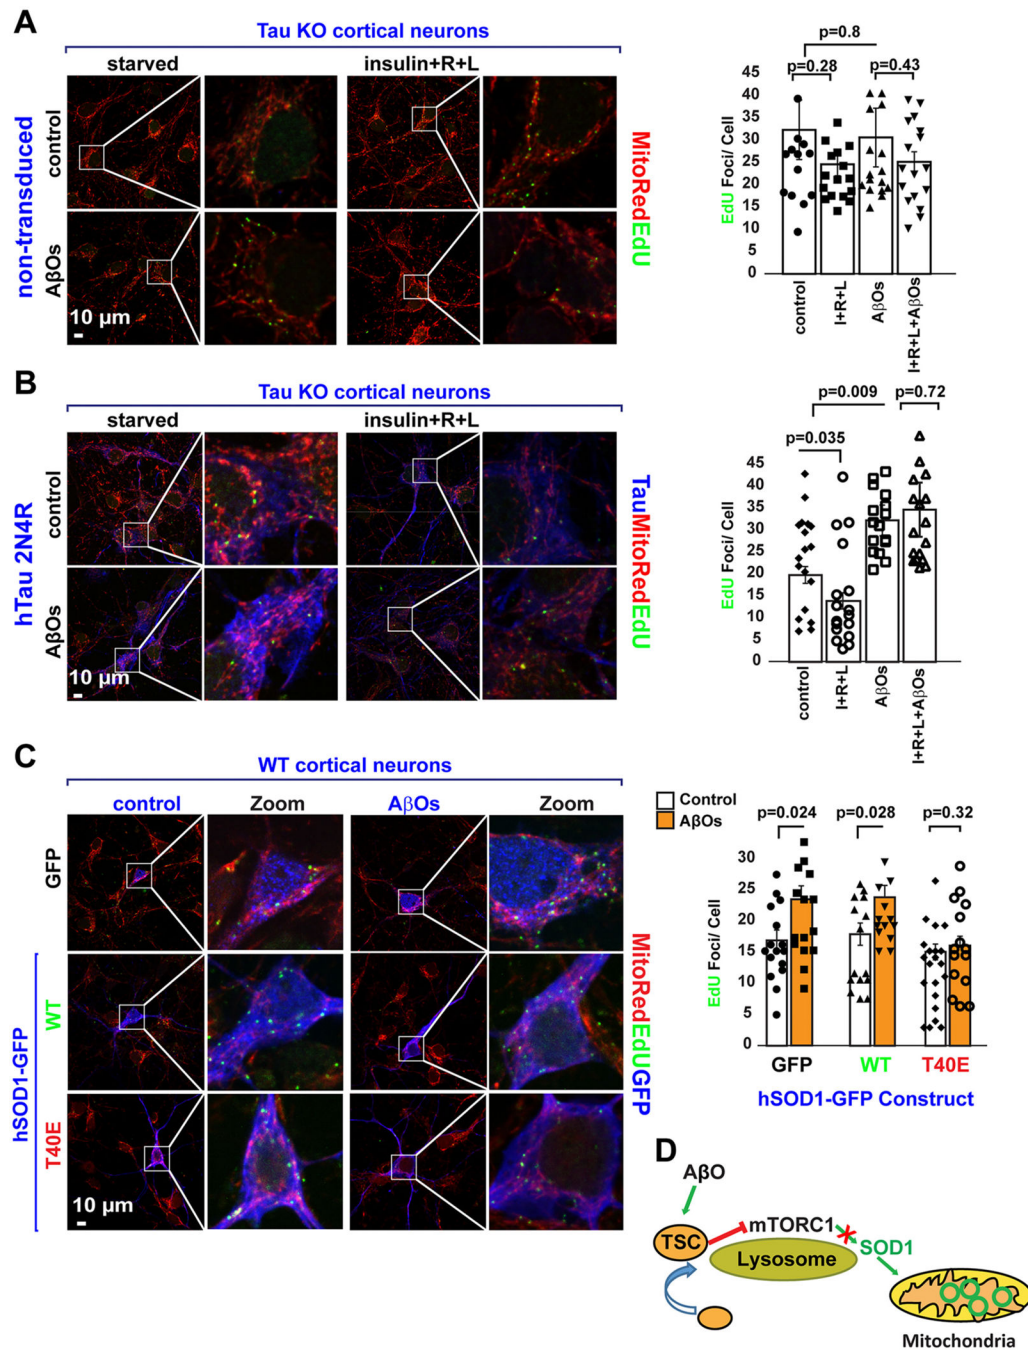 A
Tau KO cortical neurons
starved
insulin+R+L
non-transduced
control
AβOs
10 µm
MitoRedEdU
p=0.8
p=0.28
p=0.43
EdU Foci/ Cell
45
40
35
30
25
20
15
10
5
0
control
I+R+L
AβOs
I+R+L+AβOs
B
Tau KO cortical neurons
starved
insulin+R+L
hTau 2N4R
control
AβOs
10 µm
TauMitoRedEdU
p=0.72
p=0.009
p=0.035
EdU Foci/ Cell
45
40
35
30
25
20
15
10
5
0
control
I+R+L
AβOs
I+R+L+AβOs
C
WT cortical neurons
control
Zoom
AβOs
Zoom
GFP
hSOD1-GFP
WT
T40E
10 µm
MitoRedEdUGFP
Control
AβOs
p=0.024
p=0.028
p=0.32
EdU Foci/ Cell
30
25
20
15
10
5
0
GFP
WT
T40E
hSOD1-GFP Construct
D
AβO
TSC
mTORC1
SOD1
Lysosome
Mitochondria